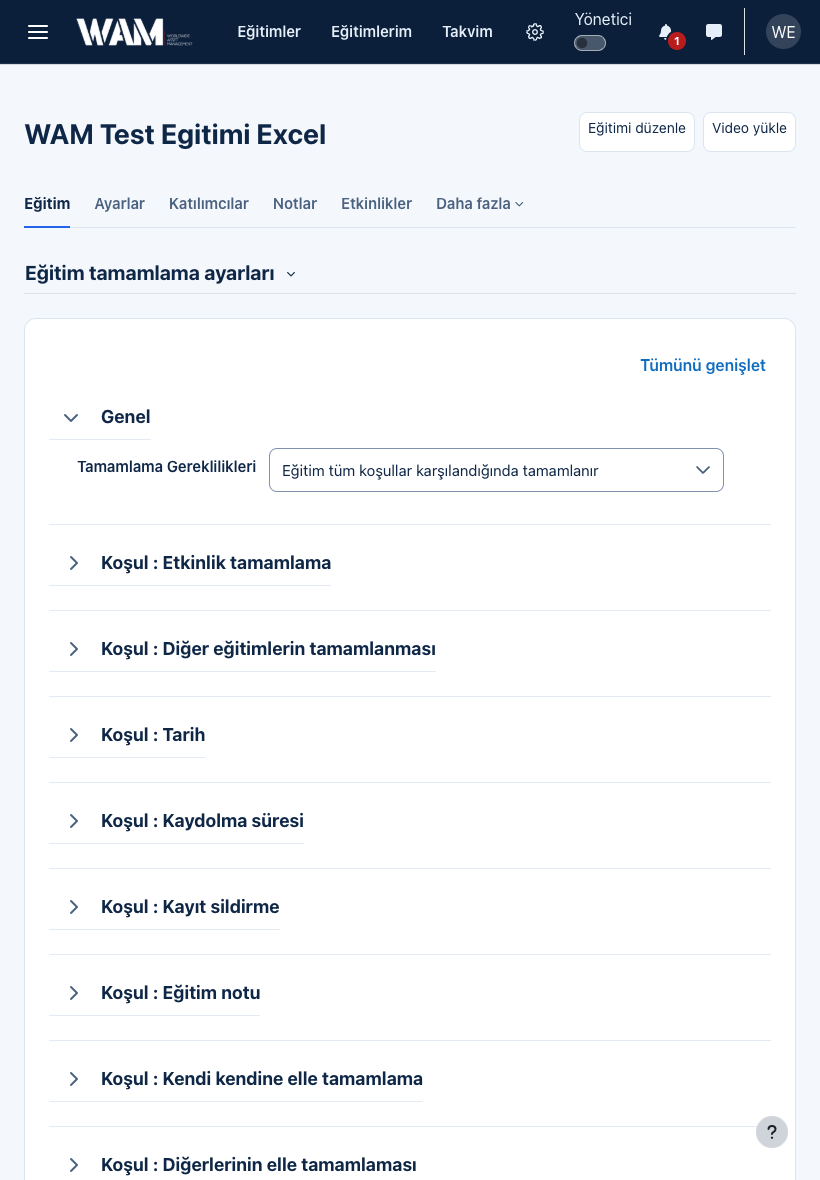 WAM
Eğitimler
Eğitimlerim
Takvim
Yönetici
1
WE
WAM Test Egitimi Excel
Eğitimi düzenle
Video yükle
Eğitim
Ayarlar
Katılımcılar
Notlar
Etkinlikler
Daha fazla
Eğitim tamamlama ayarları
Tümünü genişlet
Genel
Tamamlama Gereklilikleri
Eğitim tüm koşullar karşılandığında tamamlanır
Koşul : Etkinlik tamamlama
Koşul : Diğer eğitimlerin tamamlanması
Koşul : Tarih
Koşul : Kaydolma süresi
Koşul : Kayıt sildirme
Koşul : Eğitim notu
Koşul : Kendi kendine elle tamamlama
?
Koşul : Diğerlerinin elle tamamlaması